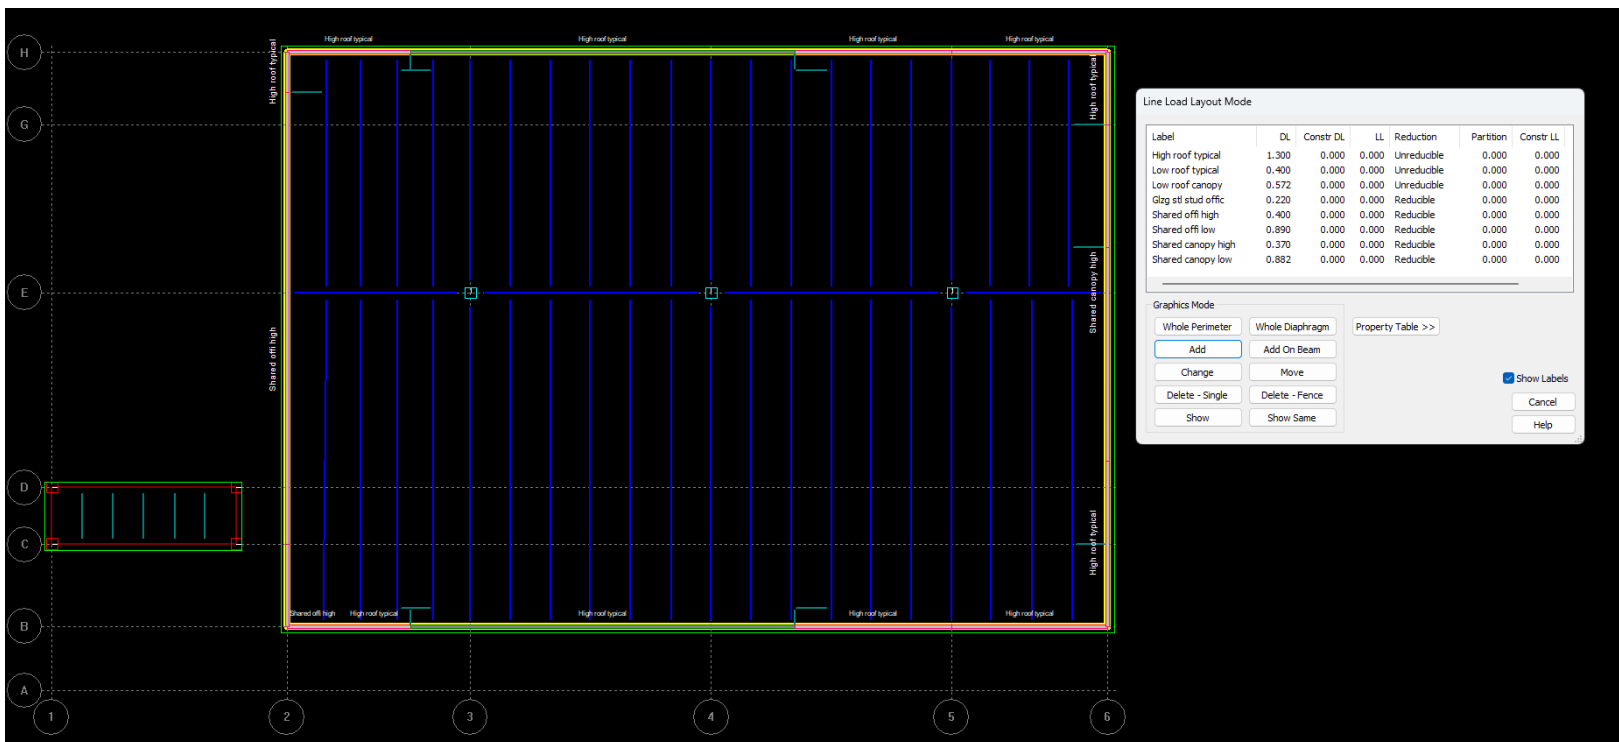 H
G
E
D
C
B
A
1
2
3
4
5
6
High roof typical
High roof typical
High roof typical
High roof typical
High roof typical
Shared offi high
High roof typical
Shared canopy high
High roof typical
Shared offi high
High roof typical
High roof typical
High roof typical
High roof typical
Line Load Layout Mode
Label DL Constr DL LL Reduction Partition Constr LL
High roof typical 1.300 0.000 0.000 Unreducible 0.000 0.000
Low roof typical 0.400 0.000 0.000 Unreducible 0.000 0.000
Low roof canopy 0.572 0.000 0.000 Unreducible 0.000 0.000
Glzg stl stud offic 0.220 0.000 0.000 Reducible 0.000 0.000
Shared offi high 0.400 0.000 0.000 Reducible 0.000 0.000
Shared offi low 0.890 0.000 0.000 Reducible 0.000 0.000
Shared canopy high 0.370 0.000 0.000 Reducible 0.000 0.000
Shared canopy low 0.882 0.000 0.000 Reducible 0.000 0.000
Graphics Mode
Whole Perimeter Whole Diaphragm Property Table >>
Add Add On Beam
Change Move
Show Labels
Delete - Single Delete - Fence
Cancel
Show Show Same
Help